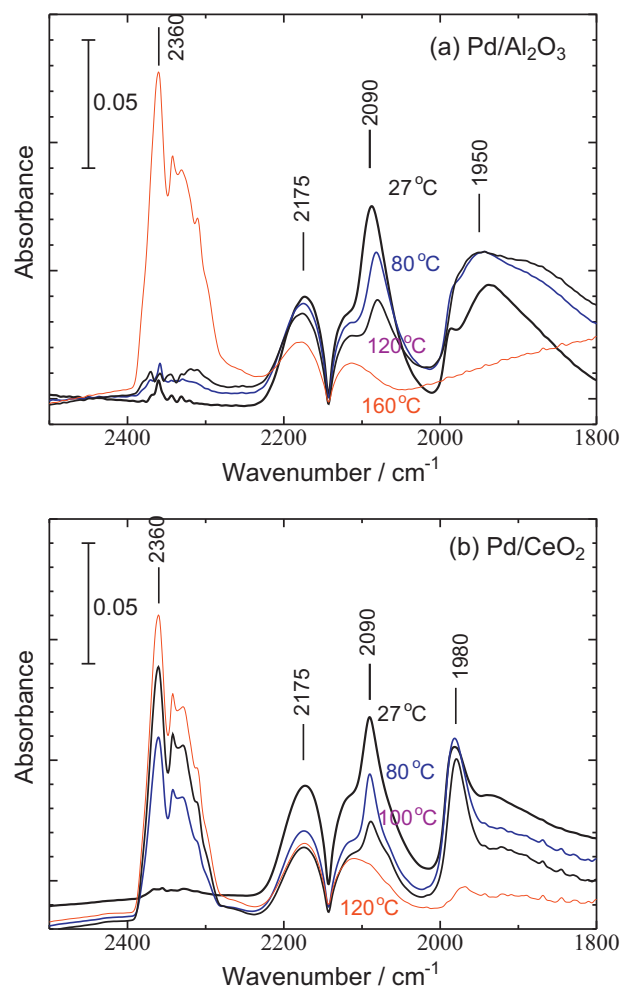 (a) Pd/Al₂O₃
2360
0.05
2090
2175
27 °C
1950
80 °C
120 °C
160 °C
Absorbance
2400
2200
2000
1800
Wavenumber / cm⁻¹
(b) Pd/CeO₂
2360
0.05
2090
2175
1980
27 °C
80 °C
100 °C
120 °C
Absorbance
2400
2200
2000
1800
Wavenumber / cm⁻¹